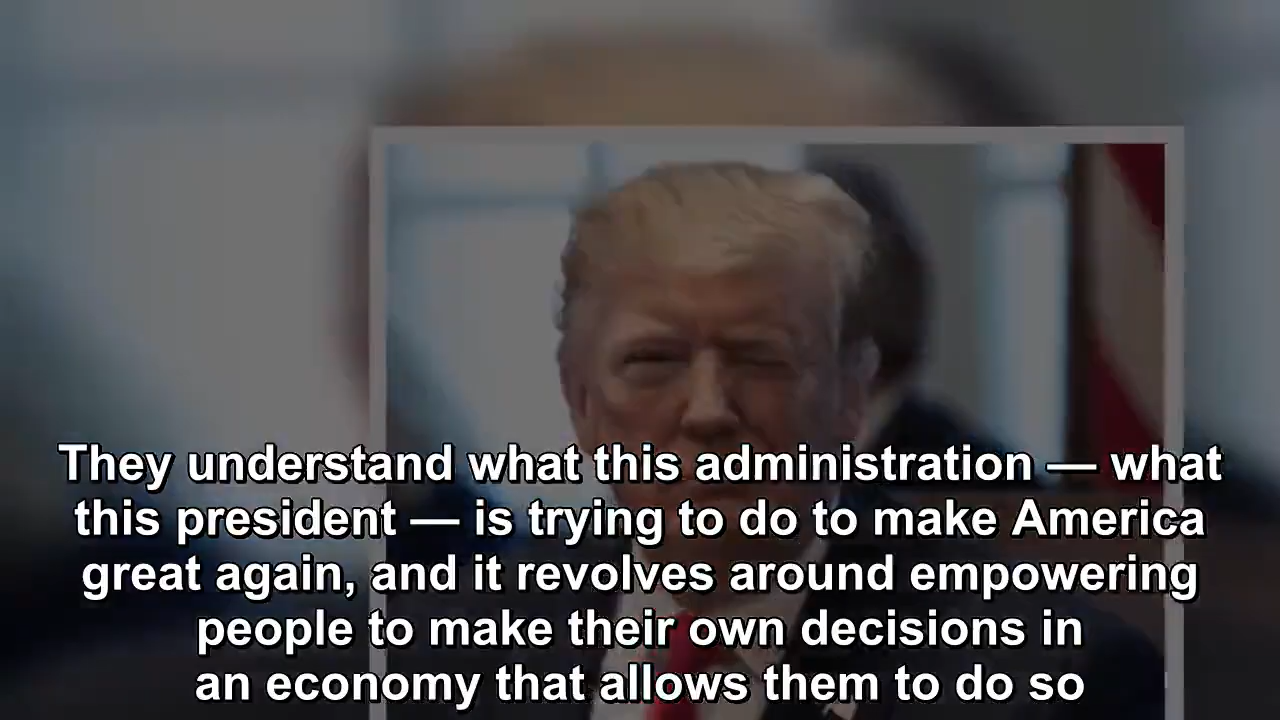 They understand what this administration — what
this president — is trying to do to make America
great again, and it revolves around empowering
people to make their own decisions in
an economy that allows them to do so